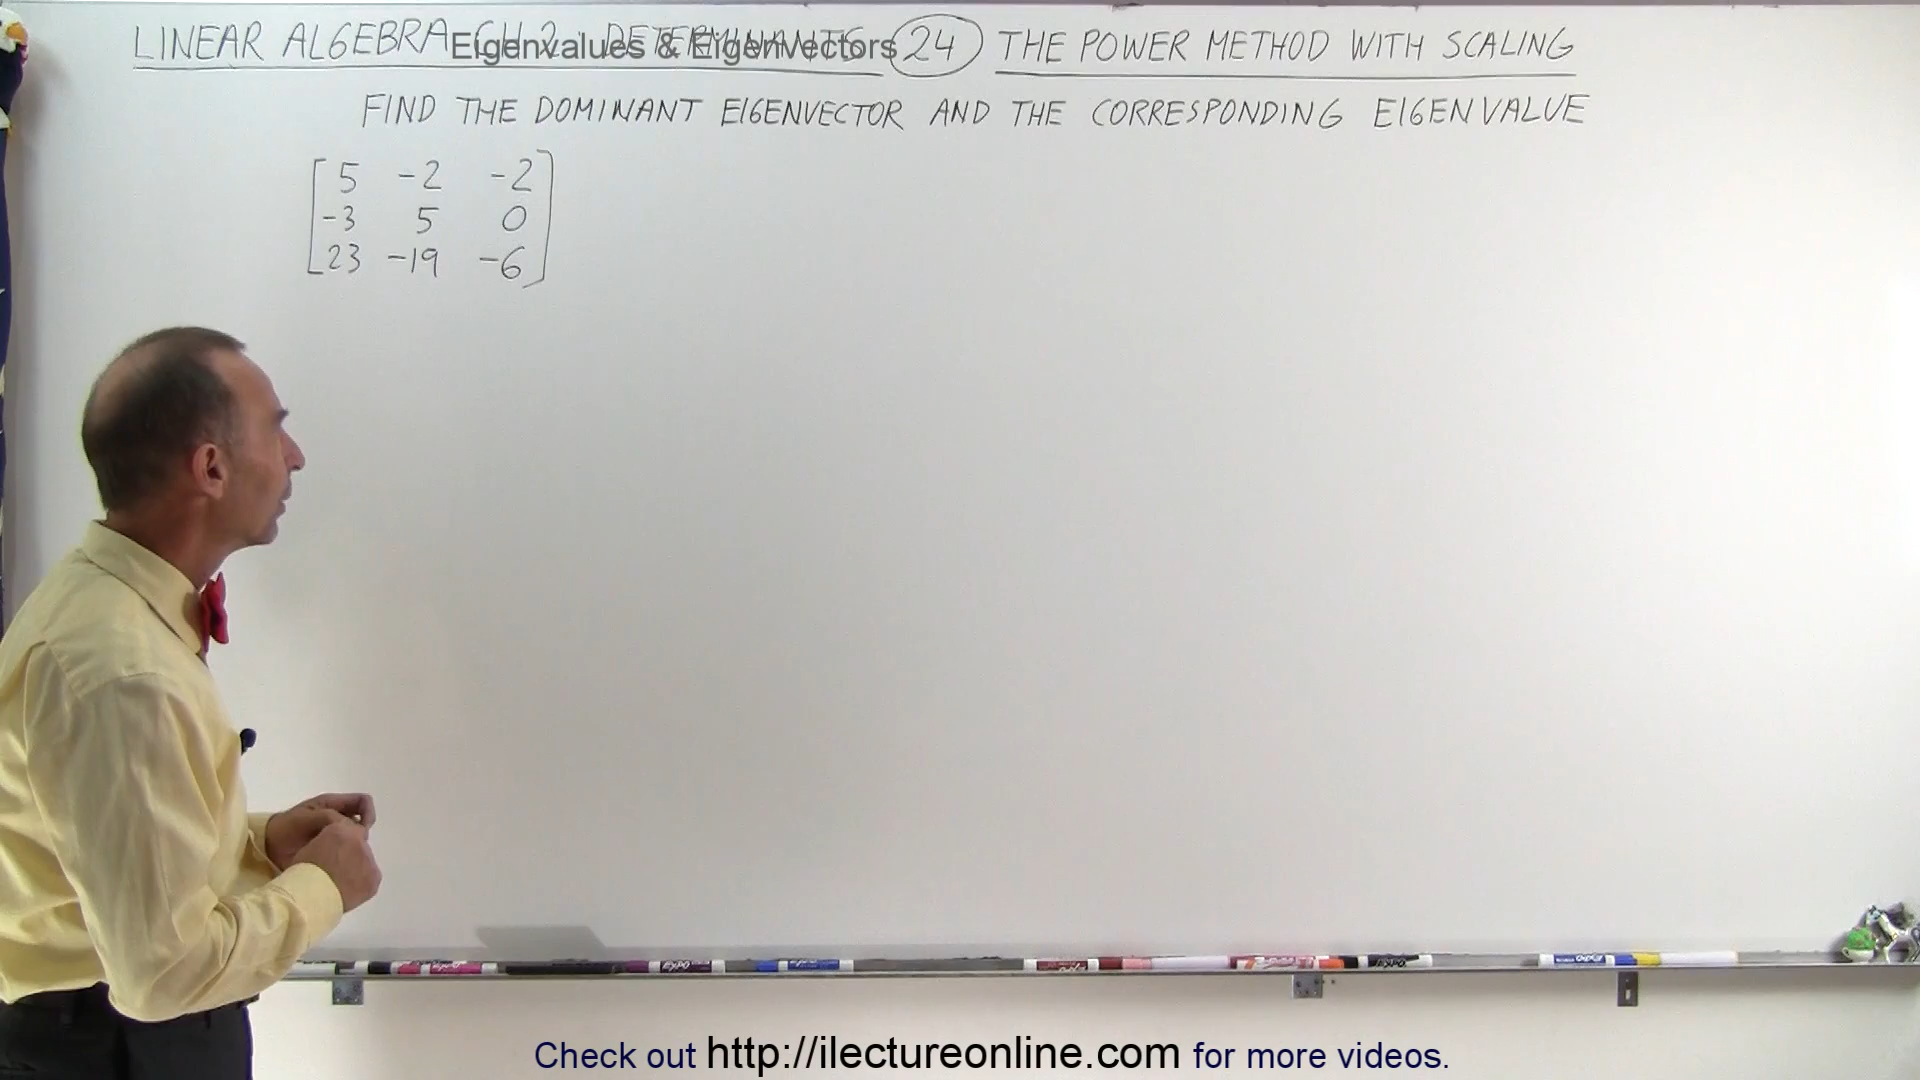 LINEAR ALGEBRA CH 2 : DETERMINANTS 24 THE POWER METHOD WITH SCALING
Eigenvalues & Eigenvectors
FIND THE DOMINANT EIGENVECTOR AND THE CORRESPONDING EIGENVALUE
5 -2 -2
-3 5 0
23 -19 -6
Check out http://ilectureonline.com for more videos.